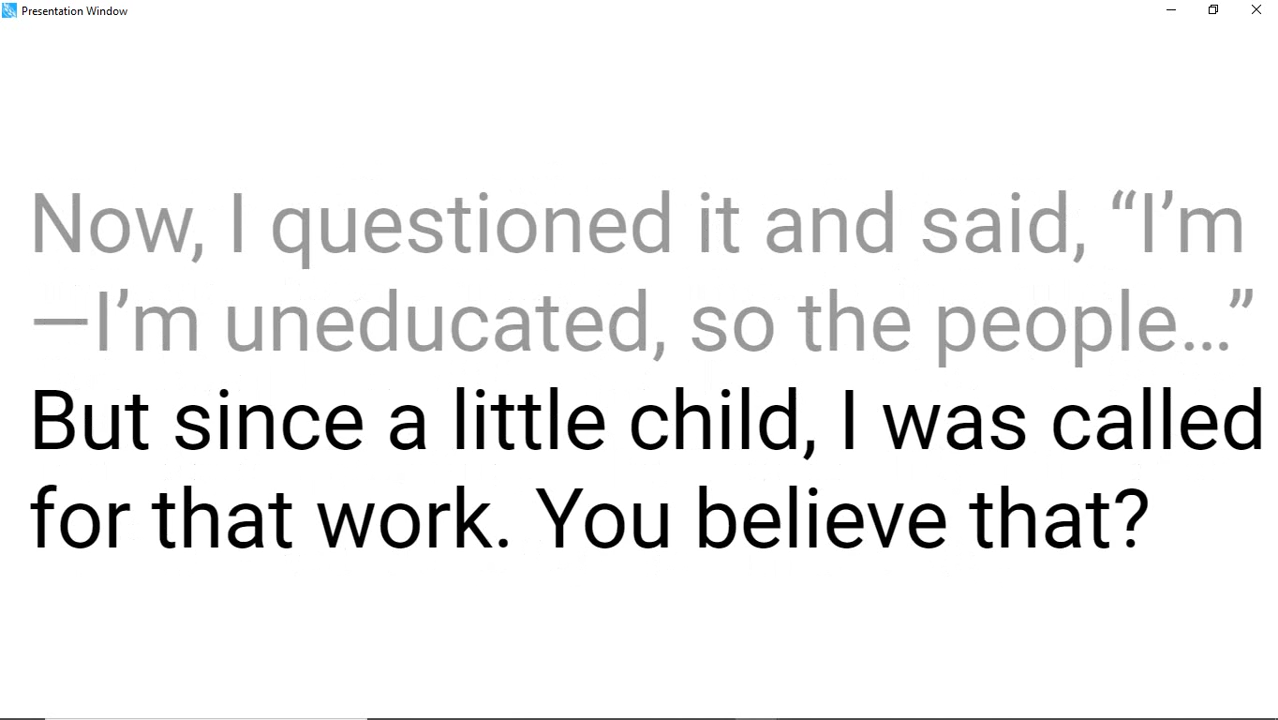 Presentation Window
Now, I questioned it and said, “I’m
—I’m uneducated, so the people…”
But since a little child, I was called
for that work. You believe that?